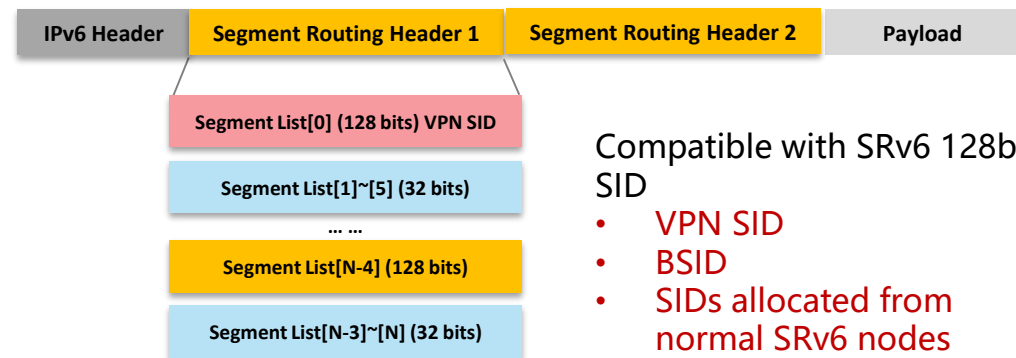 IPv6 Header
Segment Routing Header 1
Segment Routing Header 2
Payload
Segment List[0] (128 bits) VPN SID
Segment List[1]~[5] (32 bits)
... ...
Segment List[N-4] (128 bits)
Segment List[N-3]~[N] (32 bits)
Compatible with SRv6 128b
SID
• VPN SID
• BSID
• SIDs allocated from
normal SRv6 nodes